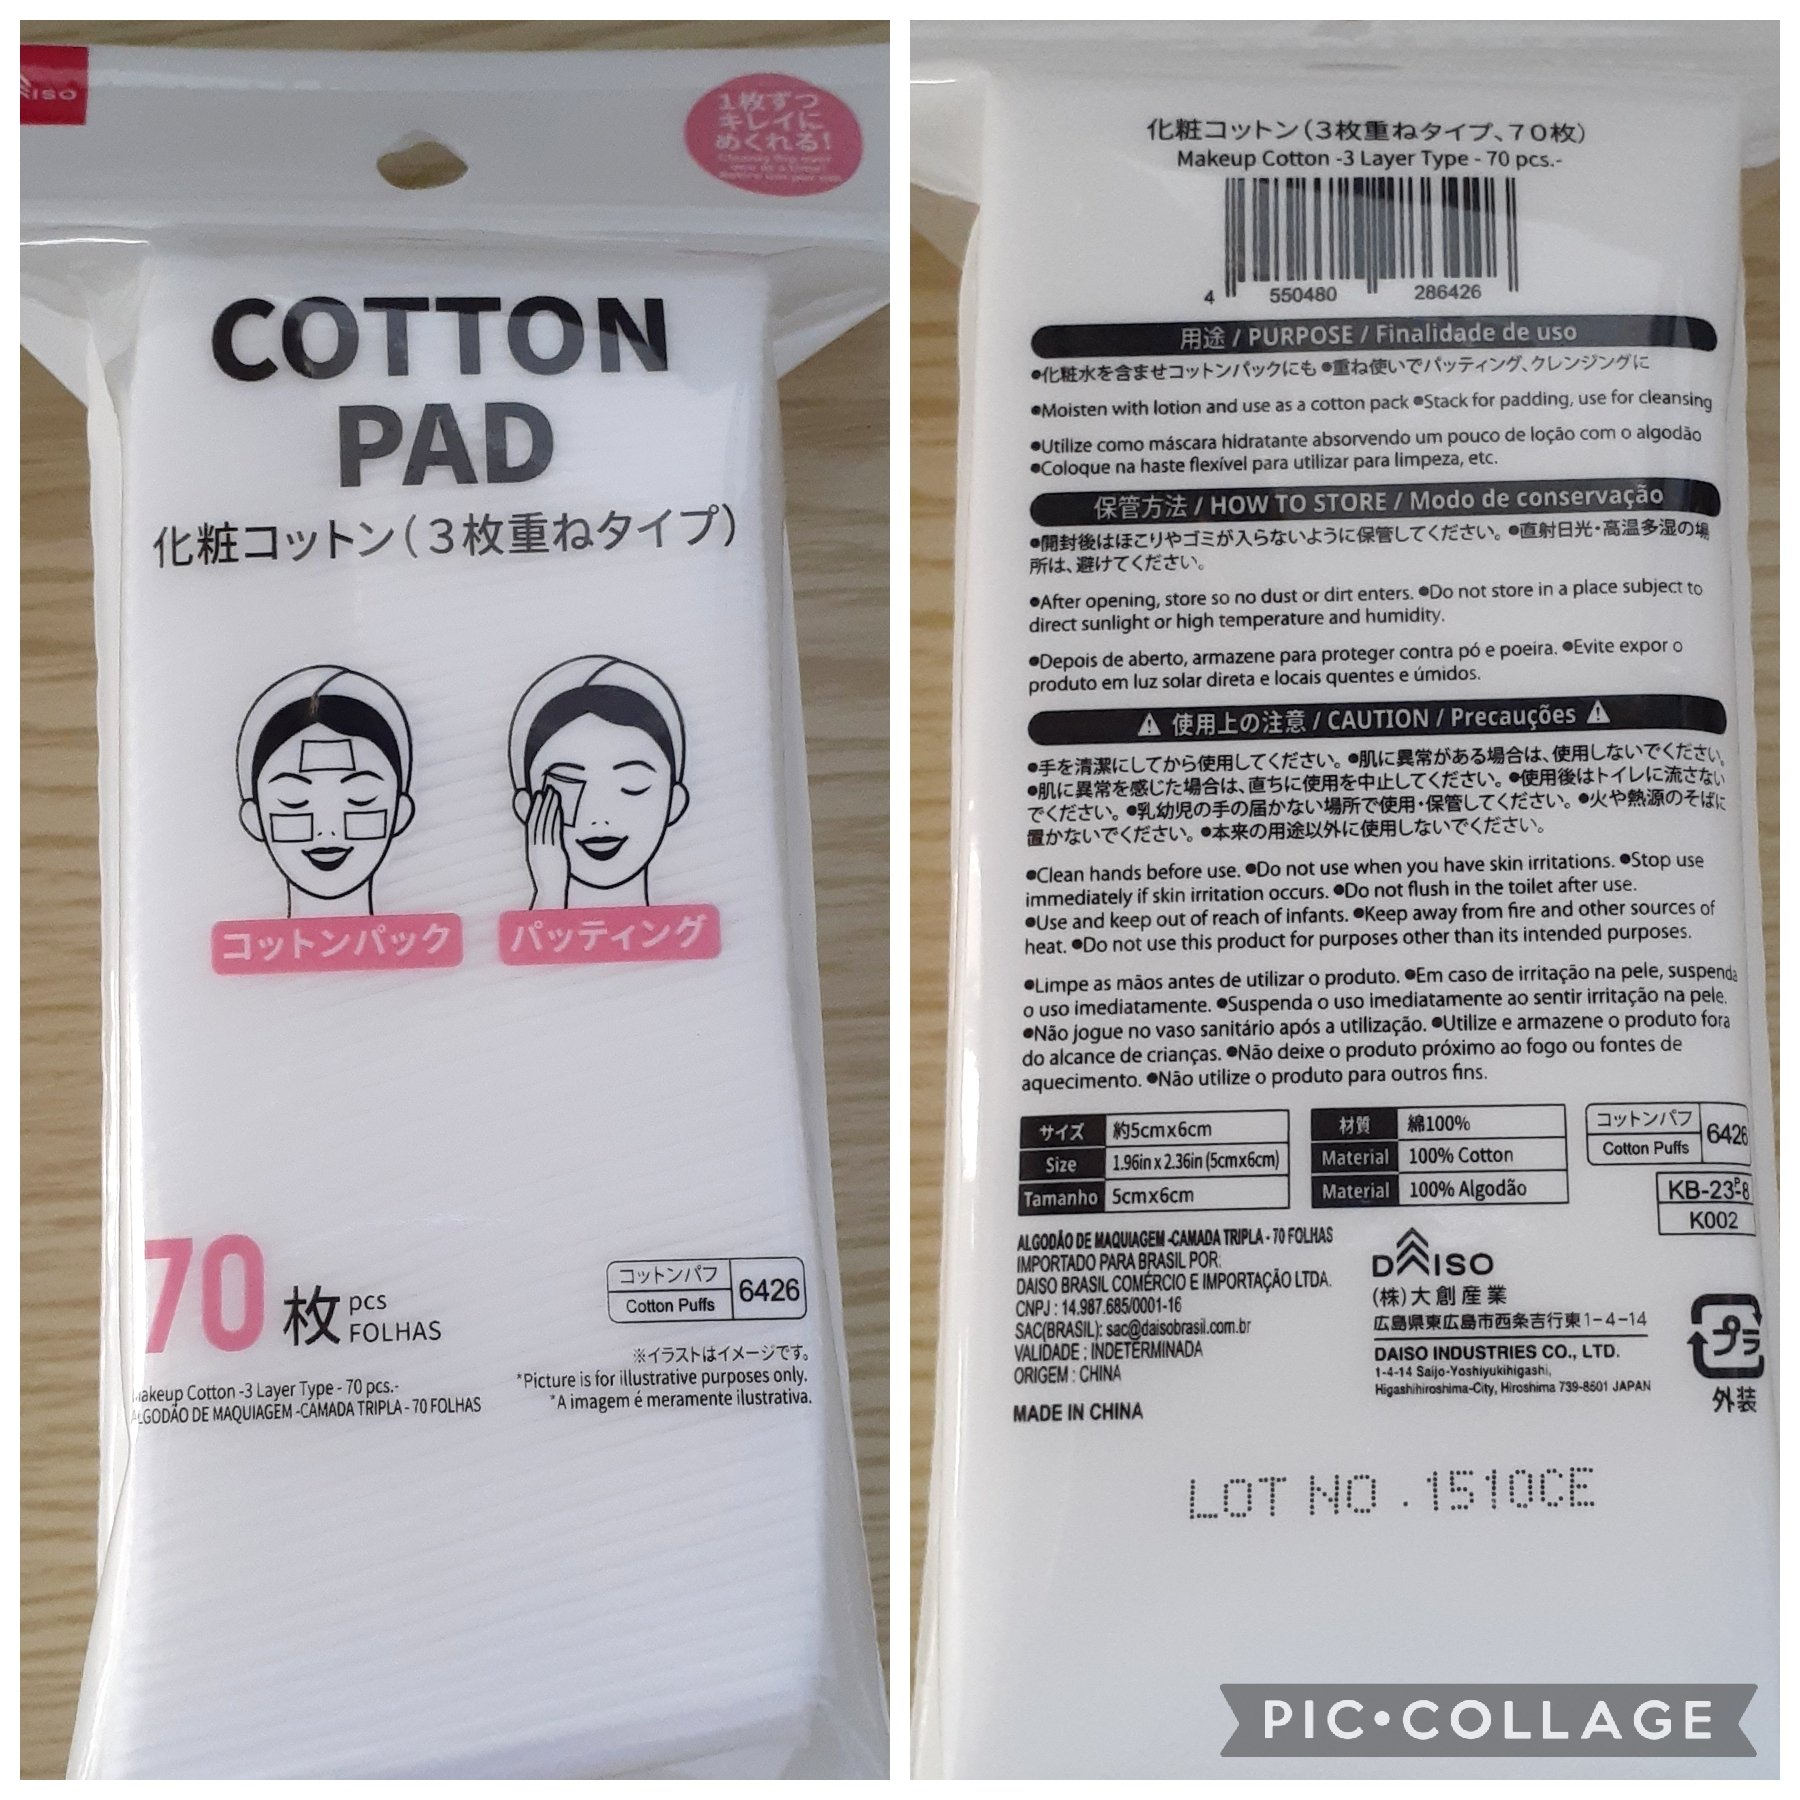 AISO
1枚ずつ
キレイに
めくれる!
COTTON
PAD
化粧コットン(3枚重ねタイプ)
コットンパック
パッティング
70枚 pcs
FOLHAS
コットンパフ
Cotton Puffs
6426
※イラストはイメージです。
*Picture is for illustrative purposes only.
*A imagem é meramente ilustrativa.
Makeup Cotton -3 Layer Type - 70 pcs.-
ALGODÃO DE MAQUIAGEM -CAMADA TRIPLA - 70 FOLHAS
化粧コットン(3枚重ねタイプ、70枚)
Makeup Cotton -3 Layer Type - 70 pcs.-
4 550480 286426
用途 / PURPOSE / Finalidade de uso
●化粧水を含ませコットンパックにも ●重ね使いでパッティング、クレンジングに
●Moisten with lotion and use as a cotton pack ●Stack for padding, use for cleansing
●Utilize como máscara hidratante absorvendo um pouco de loção com o algodão
●Coloque na haste flexível para utilizar para limpeza, etc.
保管方法 / HOW TO STORE / Modo de conservação
●開封後はほこりやゴミが入らないように保管してください。●直射日光・高温多湿の場
所は、避けてください。
●After opening, store so no dust or dirt enters. ●Do not store in a place subject to
direct sunlight or high temperature and humidity.
●Depois de aberto, armazene para proteger contra pó e poeira. ●Evite expor o
produto em luz solar direta e locais quentes e úmidos.
⚠ 使用上の注意 / CAUTION / Precauções ⚠
●手を清潔にしてから使用してください。●肌に異常がある場合は、使用しないでください。
●肌に異常を感じた場合は、直ちに使用を中止してください。●使用後はトイレに流さない
でください。●乳幼児の手の届かない場所で使用・保管してください。●火や熱源のそばに
置かないでください。●本来の用途以外に使用しないでください。
●Clean hands before use. ●Do not use when you have skin irritations. ●Stop use
immediately if skin irritation occurs. ●Do not flush in the toilet after use.
●Use and keep out of reach of infants. ●Keep away from fire and other sources of
heat. ●Do not use this product for purposes other than its intended purposes.
●Limpe as mãos antes de utilizar o produto. ●Em caso de irritação na pele, suspenda
o uso imediatamente. ●Suspenda o uso imediatamente ao sentir irritação na pele.
●Não jogue no vaso sanitário após a utilização. ●Utilize e armazene o produto fora
do alcance de crianças. ●Não deixe o produto próximo ao fogo ou fontes de
aquecimento. ●Não utilize o produto para outros fins.
サイズ 約5cmx6cm
Size 1.96in x 2.36in (5cmx6cm)
Tamanho 5cmx6cm
材質 綿100%
Material 100% Cotton
Material 100% Algodão
コットンパフ
Cotton Puffs
6426
KB-23-P-8
K002
ALGODÃO DE MAQUIAGEM -CAMADA TRIPLA - 70 FOLHAS
IMPORTADO PARA BRASIL POR:
DAISO BRASIL COMÉRCIO E IMPORTAÇÃO LTDA.
CNPJ : 14.987.685/0001-16
SAC(BRASIL): sac@daisobrasil.com.br
VALIDADE : INDETERMINADA
ORIGEM : CHINA
MADE IN CHINA
DAISO
(株)大創産業
広島県東広島市西条吉行東1-4-14
DAISO INDUSTRIES CO., LTD.
1-4-14 Saijo-Yoshiyukihigashi,
Higashihiroshima-City, Hiroshima 739-8501 JAPAN
プラ
外装
LOT NO . 1510CE
PIC•COLLAGE